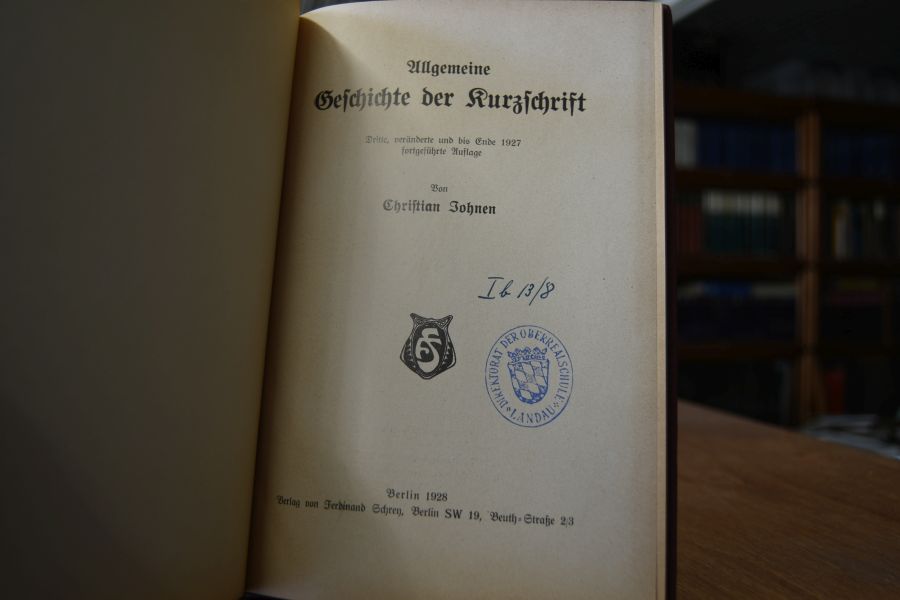 Allgemeine
Geschichte der Kurzschrift
Dritte, veränderte und bis Ende 1927
fortgeführte Auflage
Von
Christian Johnen
I b 13/8
FS
DIREKTORAT DER OBERREALSCHULE
LANDAU
Berlin 1928
Verlag von Ferdinand Schrey, Berlin SW 19, Beuth-Straße 2/3